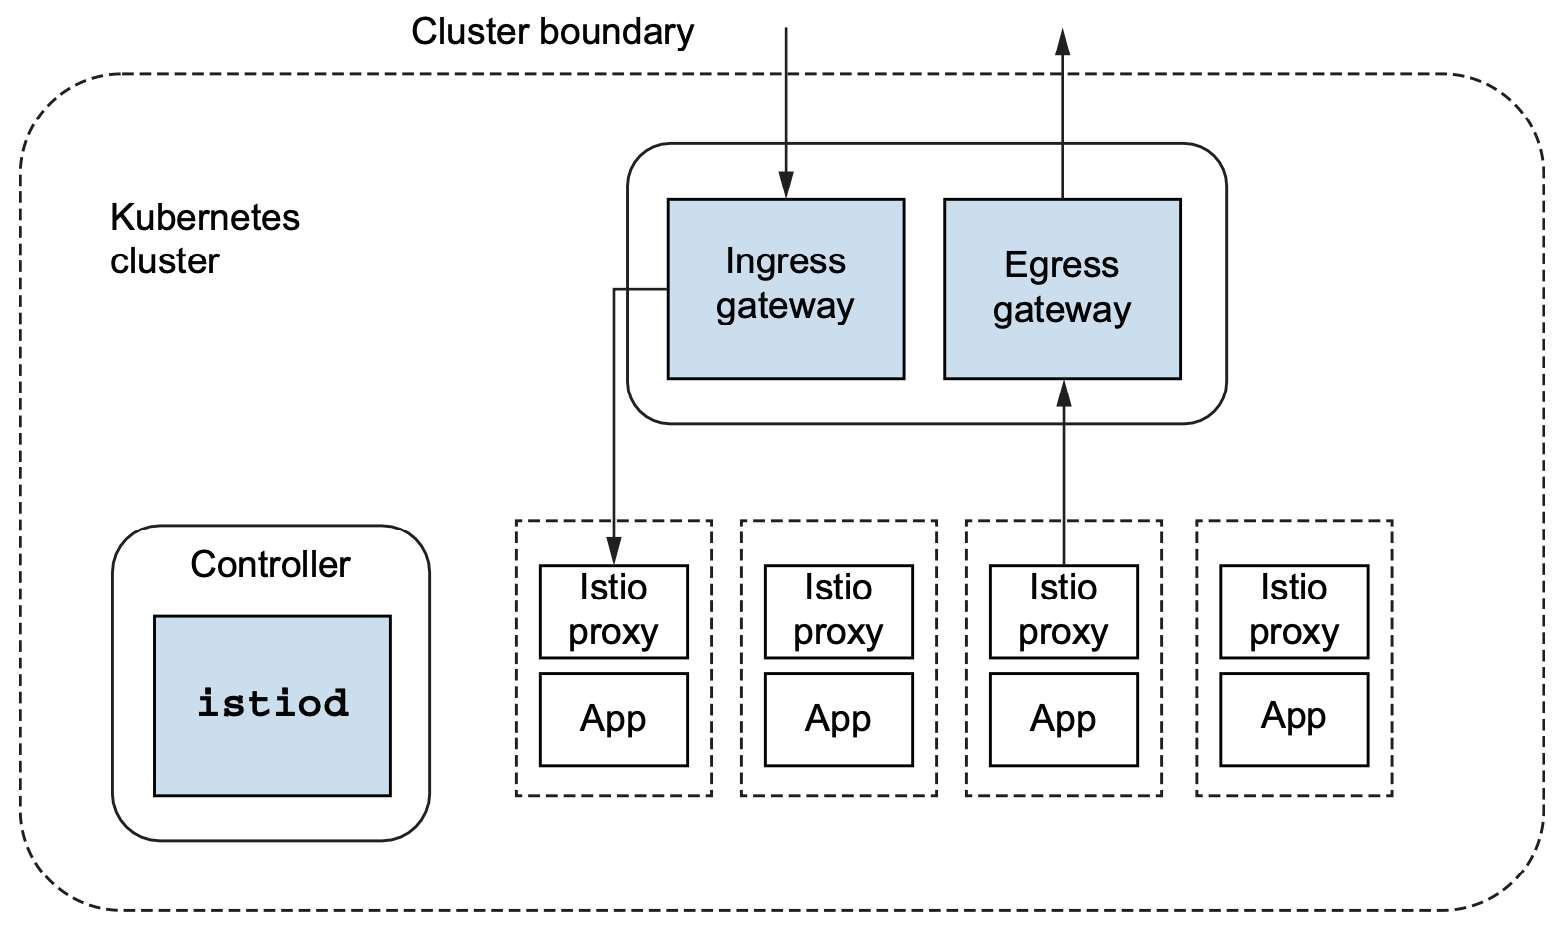 Cluster boundary
Kubernetes
cluster
Ingress
gateway
Egress
gateway
Controller
istiod
Istio
proxy
App
Istio
proxy
App
Istio
proxy
App
Istio
proxy
App